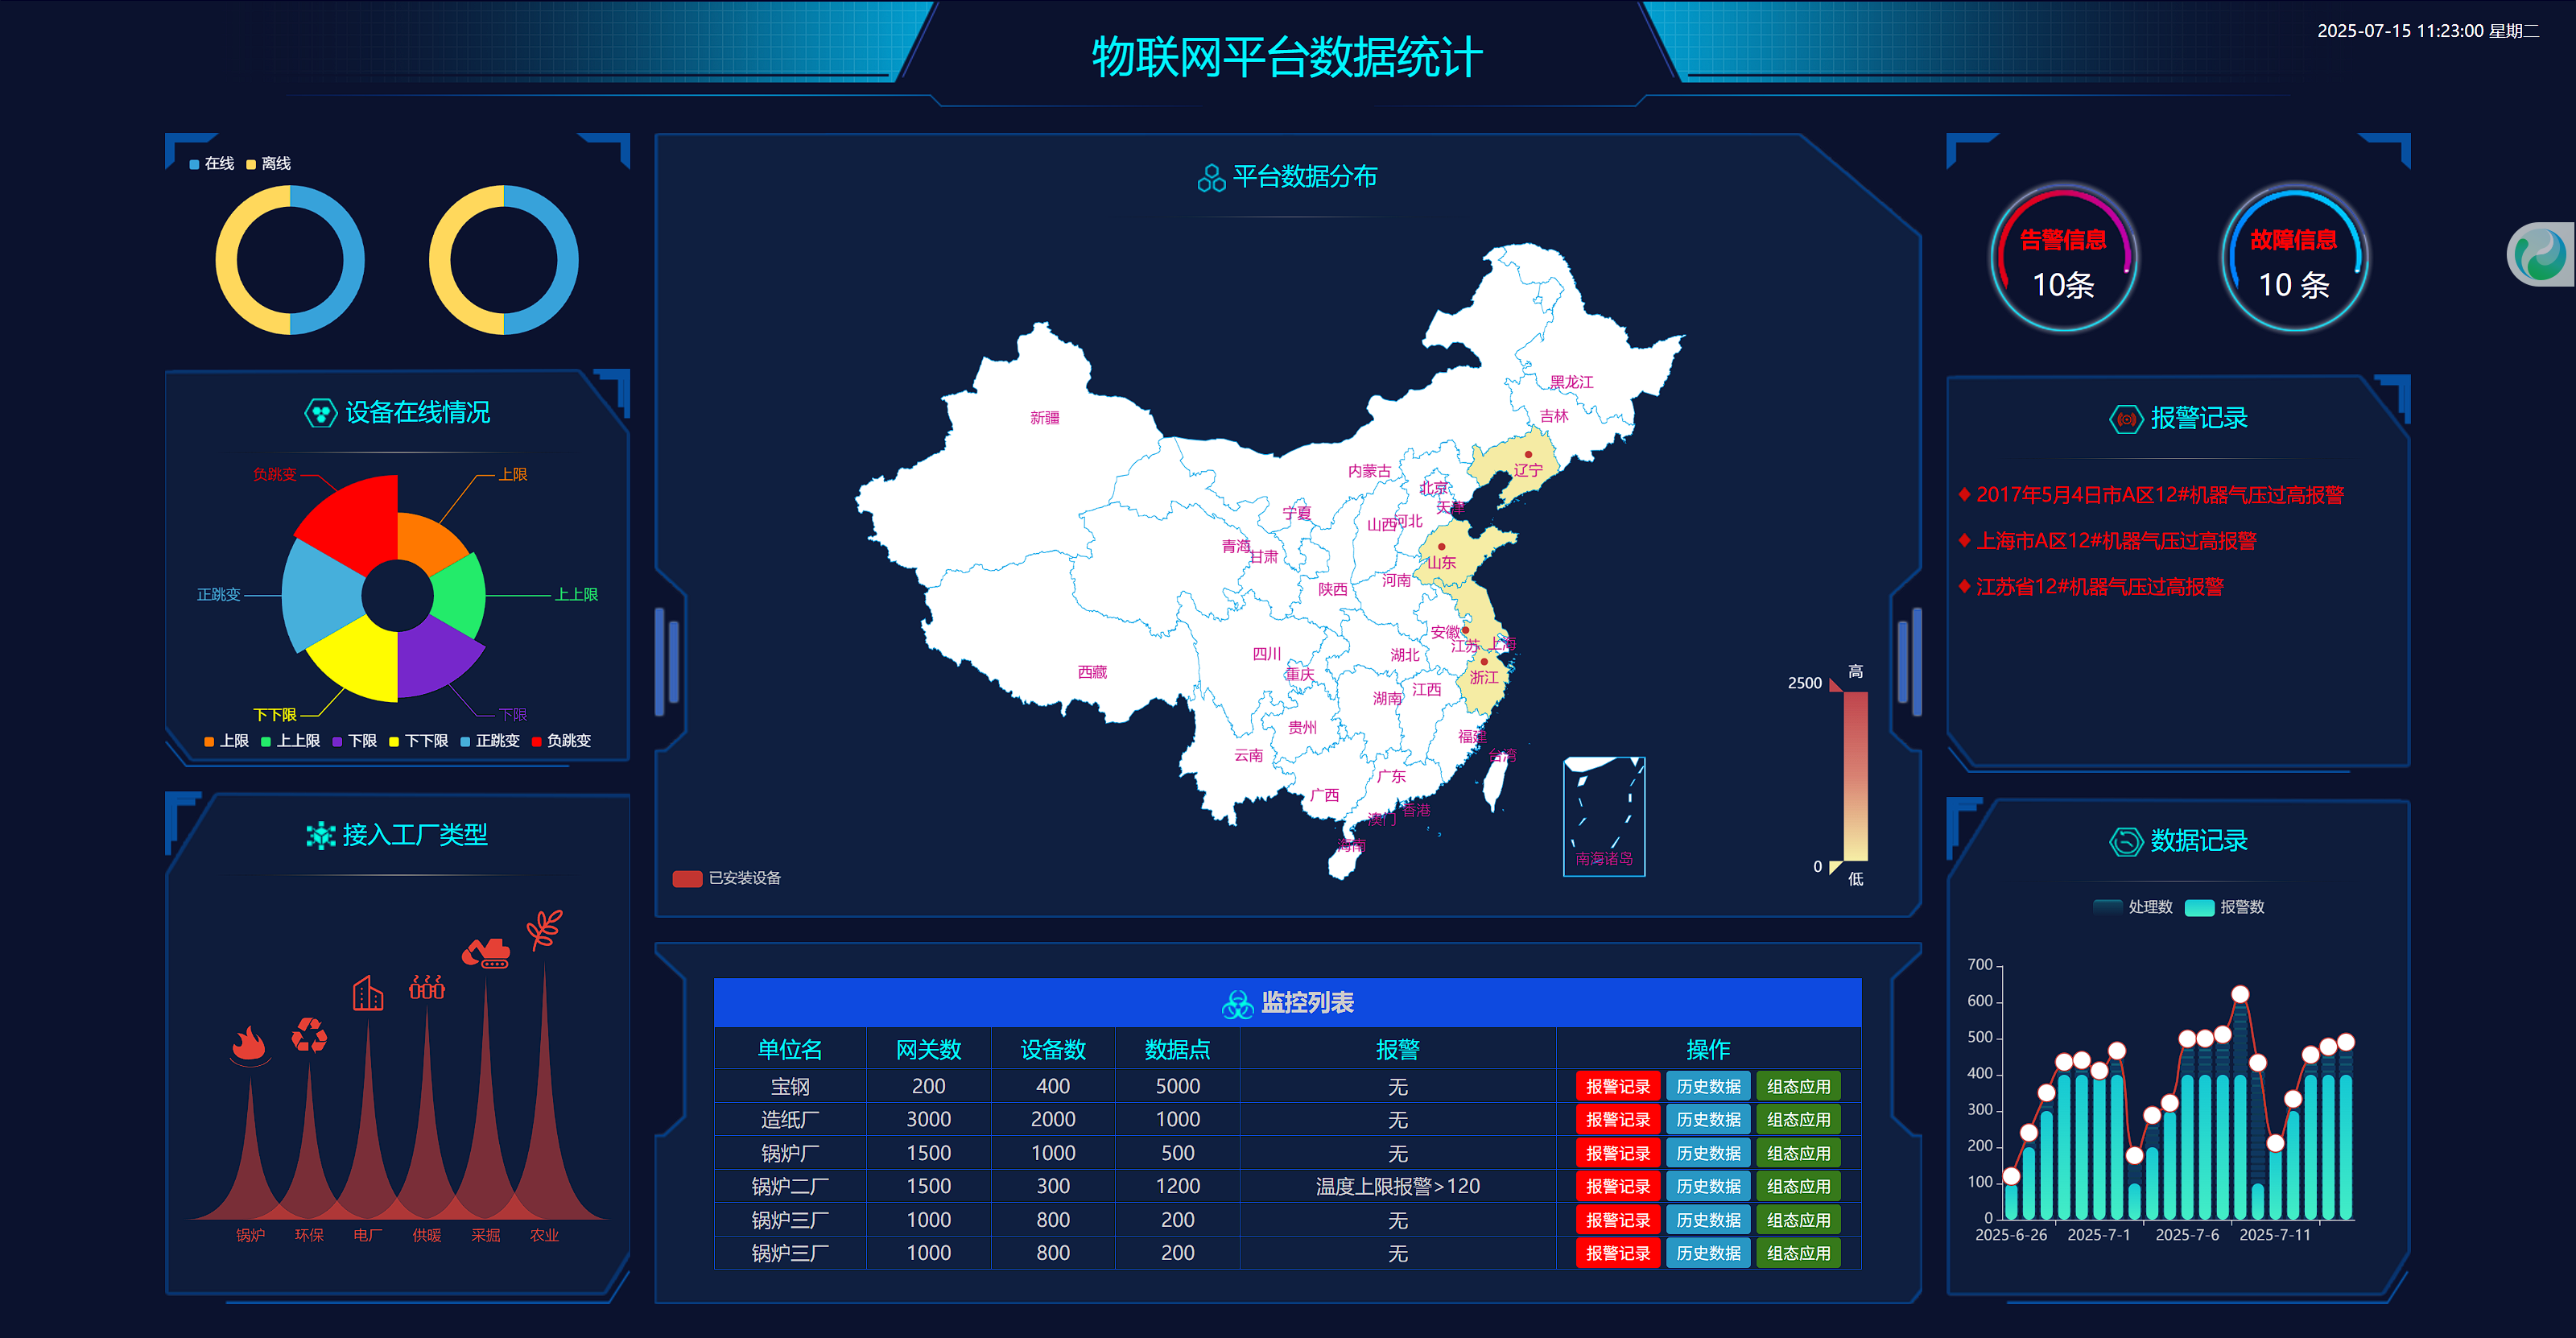 物联网平台数据统计
2025-07-15 11:23:00 星期二
在线 离线
设备在线情况
负跳变 上限
正跳变 上上限
下下限 下限
上限 上上限 下限 下下限 正跳变 负跳变
接入工厂类型
锅炉 环保 电厂 供暖 采掘 农业
平台数据分布
黑龙江
新疆
吉林
内蒙古
辽宁
北京
天津
宁夏
山西
河北
青海
甘肃
山东
河南
陕西
安徽
江苏
上海
四川
湖北
重庆
西藏
浙江
江西
湖南
贵州
福建
云南
台湾
广东
广西
香港
澳门
海南
南海诸岛
已安装设备
高
2500
0
低
监控列表
单位名 网关数 设备数 数据点 报警 操作
宝钢 200 400 5000 无 报警记录 历史数据 组态应用
造纸厂 3000 2000 1000 无 报警记录 历史数据 组态应用
锅炉厂 1500 1000 500 无 报警记录 历史数据 组态应用
锅炉二厂 1500 300 1200 温度上限报警>120 报警记录 历史数据 组态应用
锅炉三厂 1000 800 200 无 报警记录 历史数据 组态应用
锅炉三厂 1000 800 200 无 报警记录 历史数据 组态应用
告警信息 故障信息
10条 10 条
报警记录
2017年5月4日市A区12#机器气压过高报警
上海市A区12#机器气压过高报警
江苏省12#机器气压过高报警
数据记录
处理数 报警数
700
600
500
400
300
200
100
0
2025-6-26 2025-7-1 2025-7-6 2025-7-11